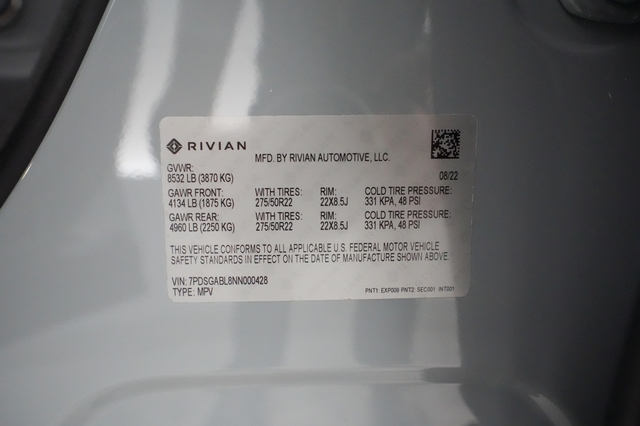 RIVIAN
MFD. BY RIVIAN AUTOMOTIVE, LLC.
GVWR:
8532 LB (3870 KG) 08/22
GAWR FRONT: WITH TIRES: RIM: COLD TIRE PRESSURE:
4134 LB (1875 KG) 275/50R22 22X8.5J 331 KPA, 48 PSI
GAWR REAR: WITH TIRES: RIM: COLD TIRE PRESSURE:
4960 LB (2250 KG) 275/50R22 22X8.5J 331 KPA, 48 PSI
THIS VEHICLE CONFORMS TO ALL APPLICABLE U.S. FEDERAL MOTOR VEHICLE
SAFETY STANDARDS IN EFFECT ON THE DATE OF MANUFACTURE SHOWN ABOVE.
VIN: 7PDSGABL8NN000428
TYPE: MPV PNT1: EXP008 PNT2: SEC001 INT001